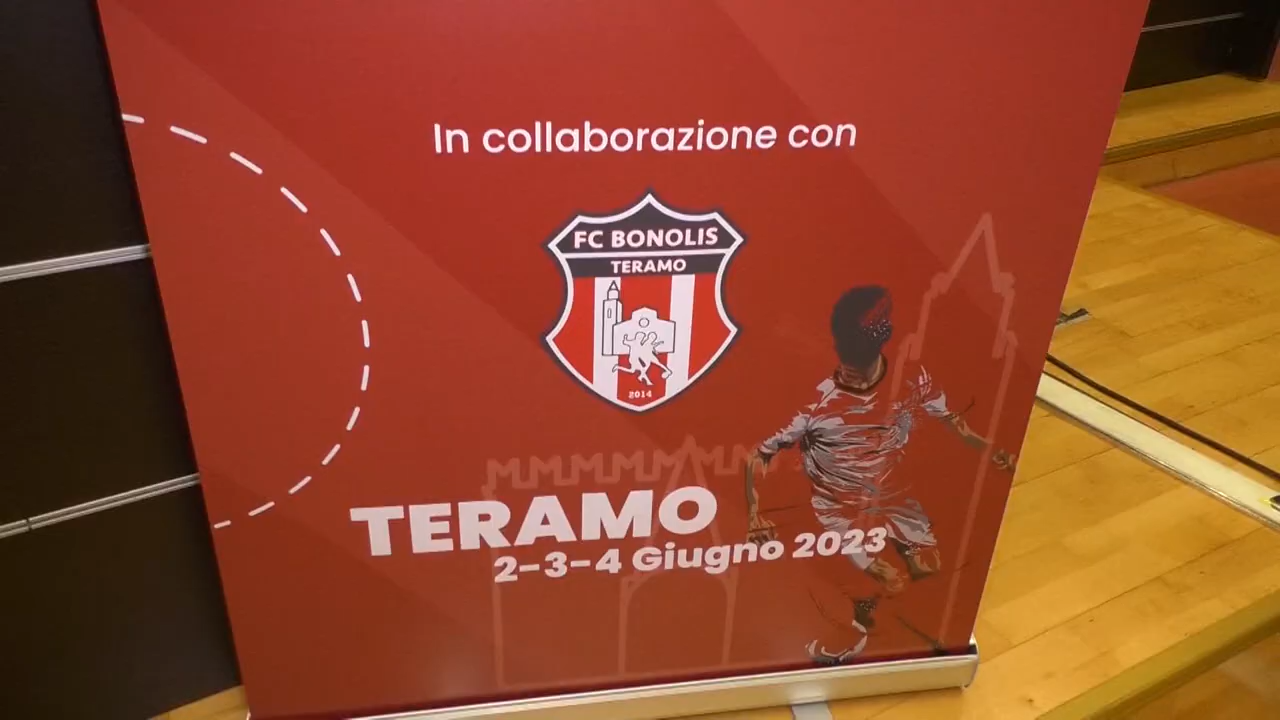 In collaborazione con
FC BONOLIS
TERAMO
2014
TERAMO
2-3-4 Giugno 2023